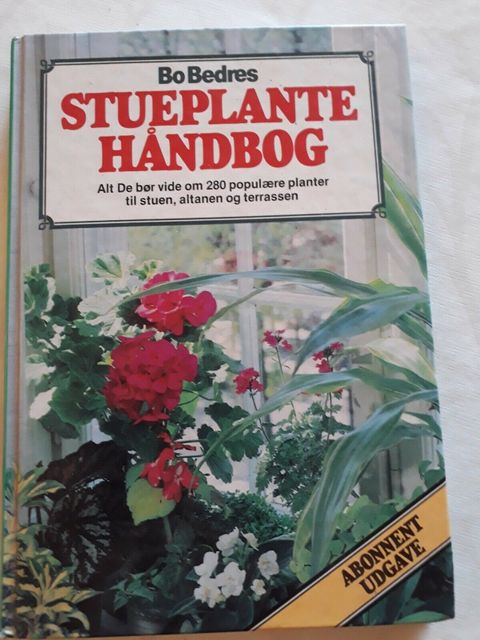 Bo Bedres
STUEPLANTE
HÅNDBOG
Alt De bør vide om 280 populære planter
til stuen, altanen og terrassen
ABONNENT
UDGAVE